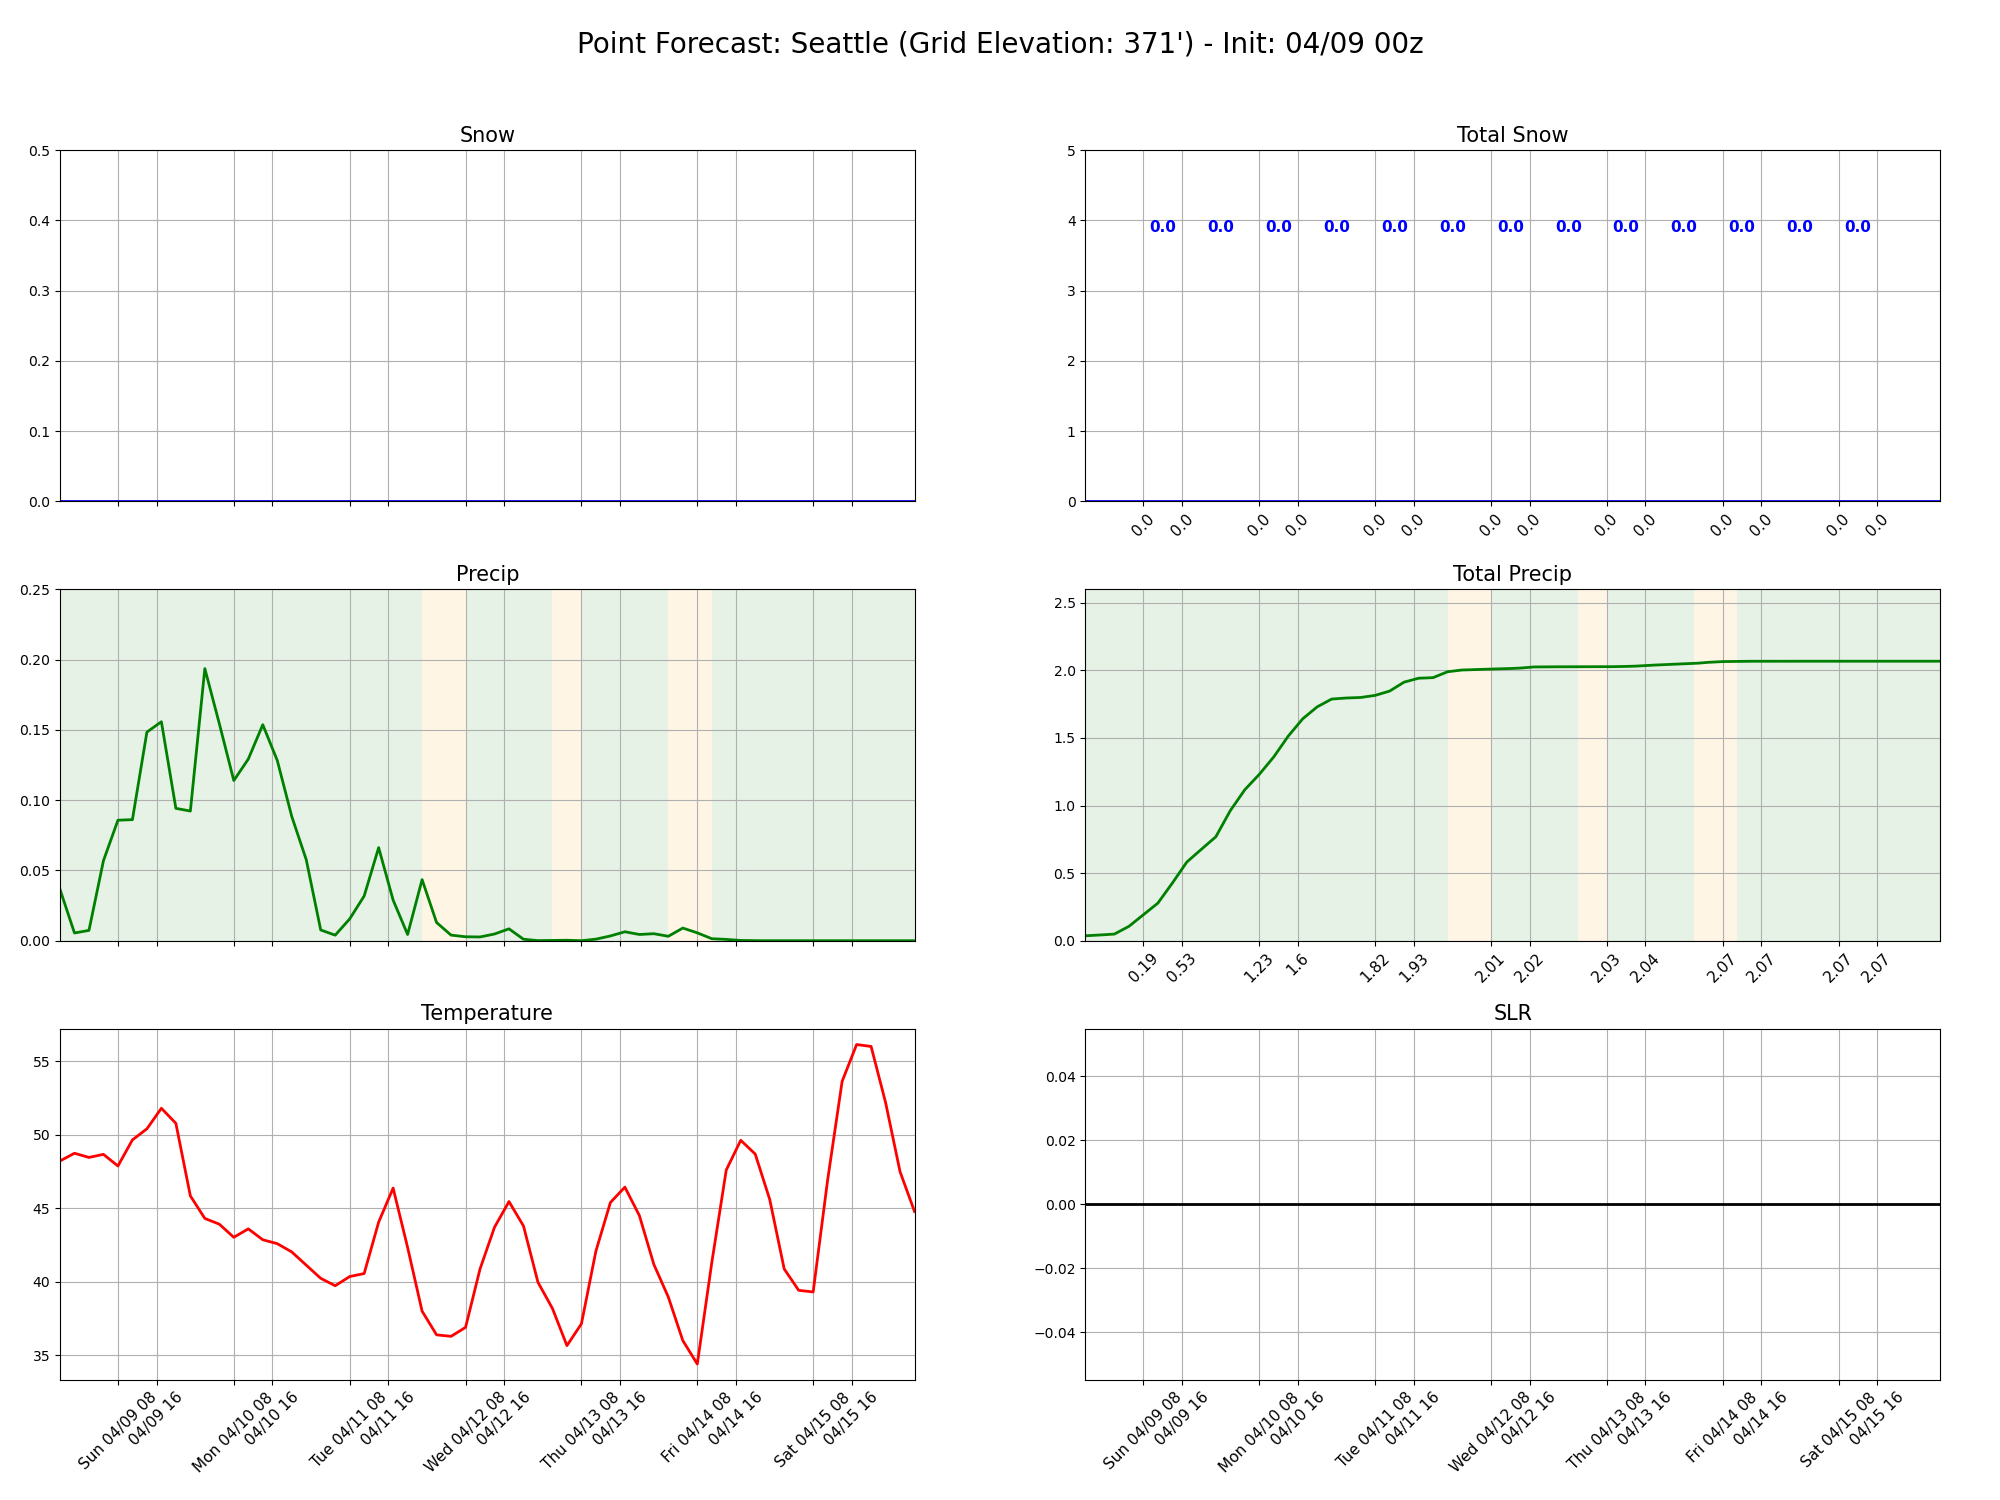 Point Forecast: Seattle (Grid Elevation: 371') - Init: 04/09 00z
Snow
0.5
0.4
0.3
0.2
0.1
0.0
Total Snow
5
4
3
2
1
0
0.0 0.0 0.0 0.0 0.0 0.0 0.0 0.0 0.0 0.0 0.0 0.0 0.0
0.0 0.0 0.0 0.0 0.0 0.0 0.0 0.0 0.0 0.0 0.0 0.0 0.0 0.0
Precip
0.25
0.20
0.15
0.10
0.05
0.00
Total Precip
2.5
2.0
1.5
1.0
0.5
0.0
0.19 0.53 1.23 1.6 1.82 1.93 2.01 2.02 2.03 2.04 2.07 2.07 2.07 2.07
Temperature
55
50
45
40
35
Sun 04/09 08
04/09 16
Mon 04/10 08
04/10 16
Tue 04/11 08
04/11 16
Wed 04/12 08
04/12 16
Thu 04/13 08
04/13 16
Fri 04/14 08
04/14 16
Sat 04/15 08
04/15 16
SLR
0.04
0.02
0.00
−0.02
−0.04
Sun 04/09 08
04/09 16
Mon 04/10 08
04/10 16
Tue 04/11 08
04/11 16
Wed 04/12 08
04/12 16
Thu 04/13 08
04/13 16
Fri 04/14 08
04/14 16
Sat 04/15 08
04/15 16